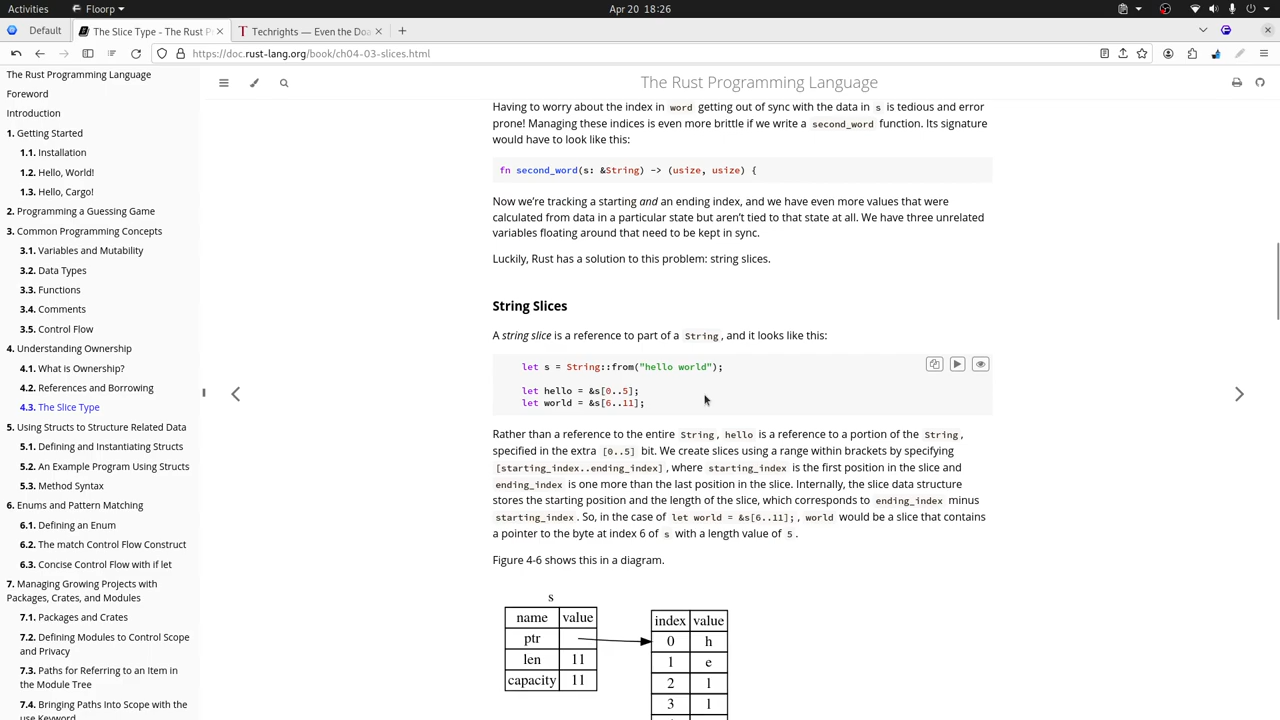 Activities
Floorp
Apr 20 18:26
Default
The Slice Type - The Rust P
Techrights — Even the Doa
https://doc.rust-lang.org/book/ch04-03-slices.html
The Rust Programming Language
Foreword
Introduction
1. Getting Started
1.1. Installation
1.2. Hello, World!
1.3. Hello, Cargo!
2. Programming a Guessing Game
3. Common Programming Concepts
3.1. Variables and Mutability
3.2. Data Types
3.3. Functions
3.4. Comments
3.5. Control Flow
4. Understanding Ownership
4.1. What is Ownership?
4.2. References and Borrowing
4.3. The Slice Type
5. Using Structs to Structure Related Data
5.1. Defining and Instantiating Structs
5.2. An Example Program Using Structs
5.3. Method Syntax
6. Enums and Pattern Matching
6.1. Defining an Enum
6.2. The match Control Flow Construct
6.3. Concise Control Flow with if let
7. Managing Growing Projects with
Packages, Crates, and Modules
7.1. Packages and Crates
7.2. Defining Modules to Control Scope
and Privacy
7.3. Paths for Referring to an Item in
the Module Tree
7.4. Bringing Paths Into Scope with the
use Keyword
The Rust Programming Language
Having to worry about the index in word getting out of sync with the data in s is tedious and error
prone! Managing these indices is even more brittle if we write a second_word function. Its signature
would have to look like this:
fn second_word(s: &String) -> (usize, usize) {
Now we’re tracking a starting and an ending index, and we have even more values that were
calculated from data in a particular state but aren’t tied to that state at all. We have three unrelated
variables floating around that need to be kept in sync.
Luckily, Rust has a solution to this problem: string slices.
String Slices
A string slice is a reference to part of a String, and it looks like this:
let s = String::from("hello world");
let hello = &s[0..5];
let world = &s[6..11];
Rather than a reference to the entire String, hello is a reference to a portion of the String,
specified in the extra [0..5] bit. We create slices using a range within brackets by specifying
[starting_index..ending_index], where starting_index is the first position in the slice and
ending_index is one more than the last position in the slice. Internally, the slice data structure
stores the starting position and the length of the slice, which corresponds to ending_index minus
starting_index. So, in the case of let world = &s[6..11];, world would be a slice that contains
a pointer to the byte at index 6 of s with a length value of 5.
Figure 4-6 shows this in a diagram.
s
name value
ptr
len 11
capacity 11
index value
0 h
1 e
2 l
3 l